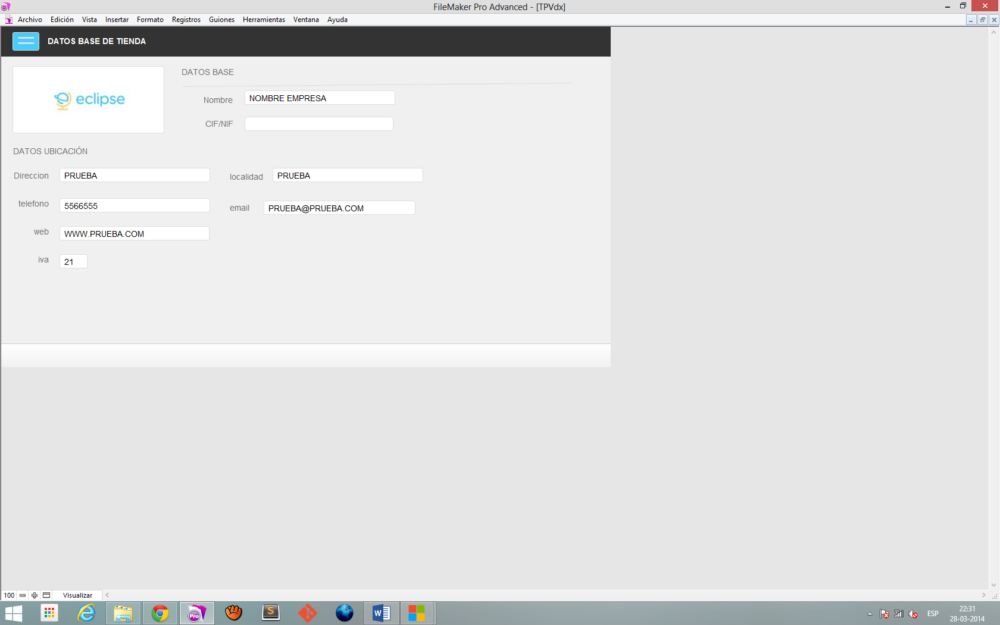 FileMaker Pro Advanced - [TPVdx]
Archivo Edición Vista Insertar Formato Registros Guiones Herramientas Ventana Ayuda
DATOS BASE DE TIENDA
eclipse
DATOS BASE
Nombre NOMBRE EMPRESA
CIF/NIF
DATOS UBICACIÓN
Direccion PRUEBA localidad PRUEBA
telefono 5566555 email PRUEBA@PRUEBA.COM
web WWW.PRUEBA.COM
iva 21
100 Visualizar
Pro S W ESP 22:31
28-03-2014